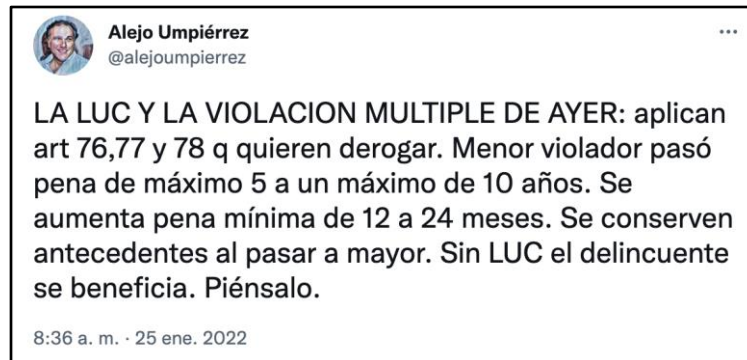 Alejo Umpiérrez
@alejoumpierrez
LA LUC Y LA VIOLACION MULTIPLE DE AYER: aplican
art 76,77 y 78 q quieren derogar. Menor violador pasó
pena de máximo 5 a un máximo de 10 años. Se
aumenta pena mínima de 12 a 24 meses. Se conserven
antecedentes al pasar a mayor. Sin LUC el delincuente
se beneficia. Piénsalo.
8:36 a. m. · 25 ene. 2022